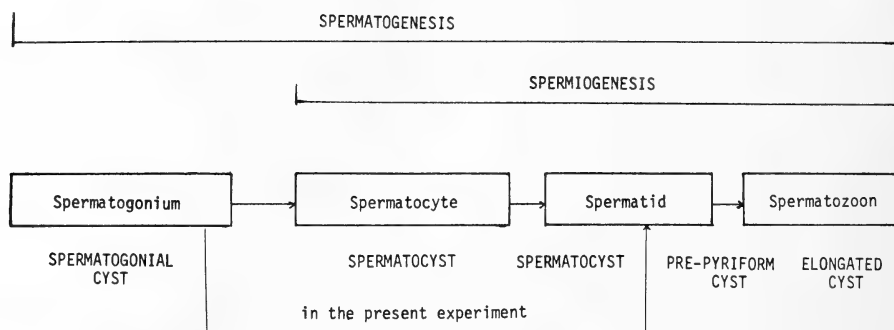 SPERMATOGENESIS
SPERMIOGENESIS
Spermatogonium
Spermatocyte
Spermatid
Spermatozoon
SPERMATOGONIAL
CYST
SPERMATOCYST
SPERMATOCYST
PRE-PYRIFORM
CYST
ELONGATED
CYST
in the present experiment